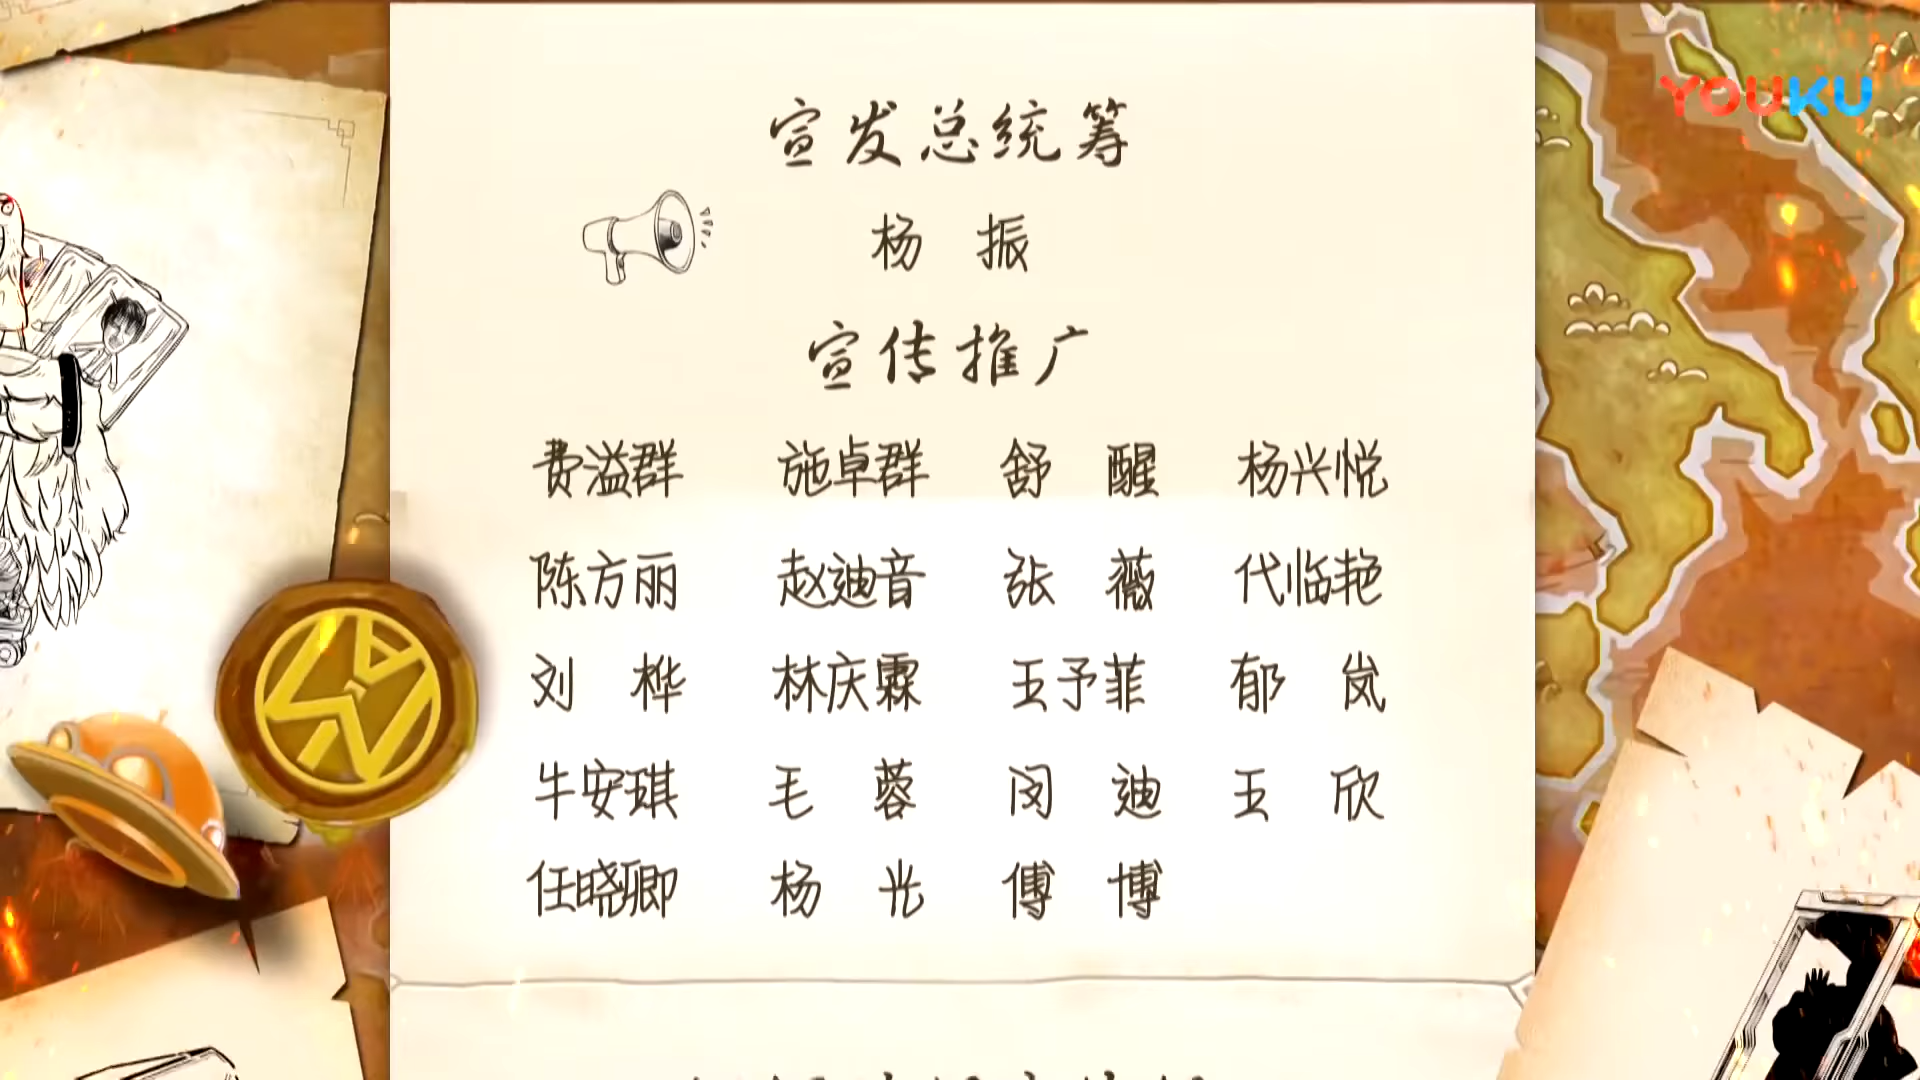 YOUKU
宣发总统筹
杨 振
宣传推广
费溢群 施卓群 舒 醒 杨兴悦
陈方丽 赵迪音 张 薇 代临艳
刘 桦 林庆霖 王予菲 郁 岚
牛安琪 毛 蓉 闵 迪 王 欣
任晓卿 杨 光 傅 博